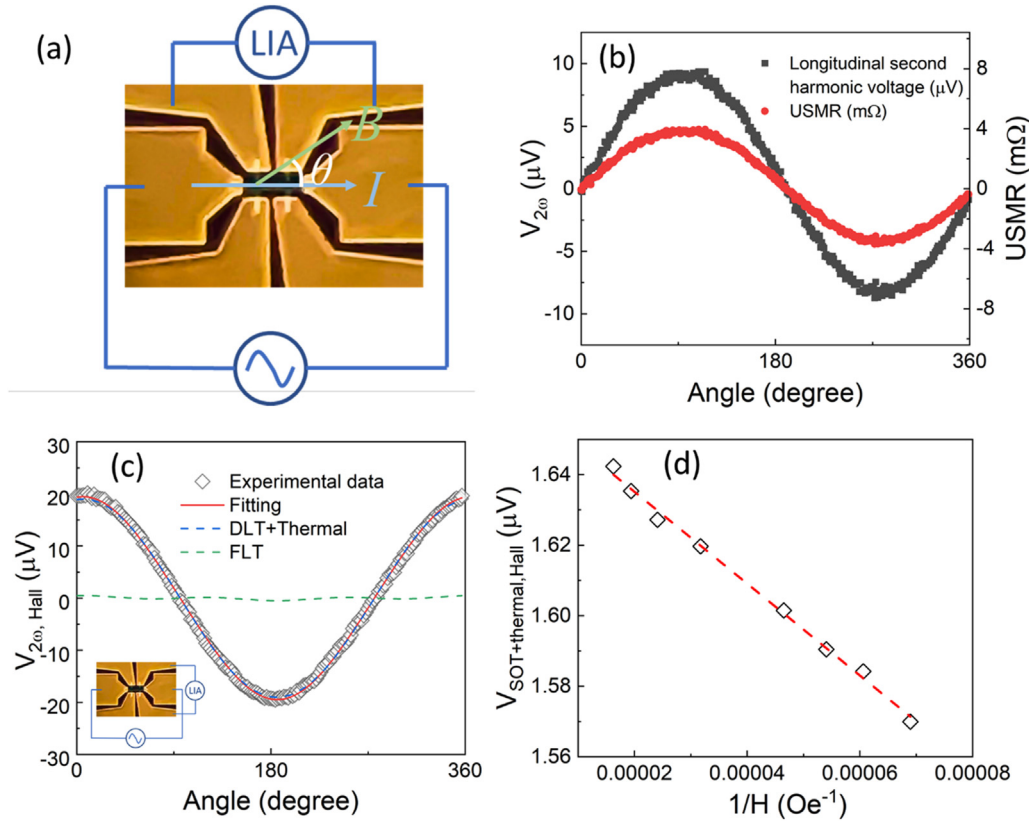 (a)
LIA
B
θ
I
(b)
Longitudinal second
harmonic voltage (μV)
USMR (mΩ)
V2ω (μV)
10
5
0
-5
-10
8
4
0
-4
-8
USMR (mΩ)
0
180
360
Angle (degree)
(c)
Experimental data
Fitting
DLT+Thermal
FLT
V2ω, Hall (μV)
30
20
10
0
-10
-20
-30
LIA
0
180
360
Angle (degree)
(d)
VSOT+thermal,Hall (μV)
1.64
1.62
1.60
1.58
1.56
0.00002
0.00004
0.00006
0.00008
1/H (Oe⁻¹)